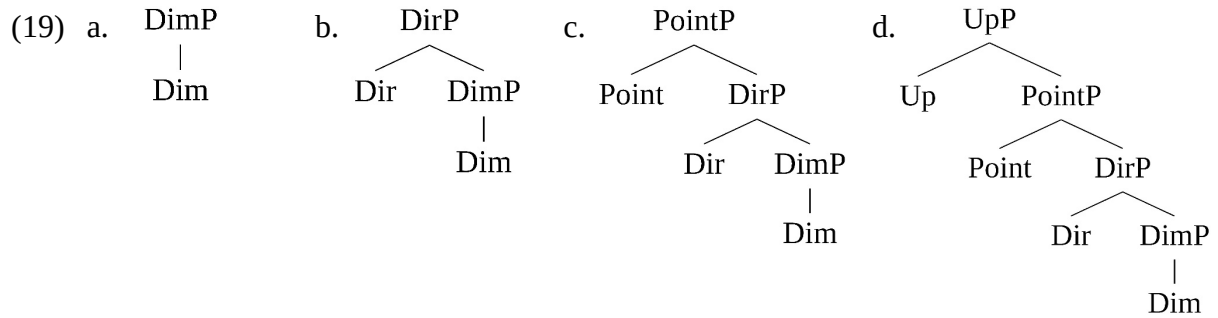 (19) a. DimP b. DirP c. PointP d. UpP
Dim Dir DimP Point DirP Up PointP
Dim Dir DimP Point DirP
Dim Dir DimP
Dim